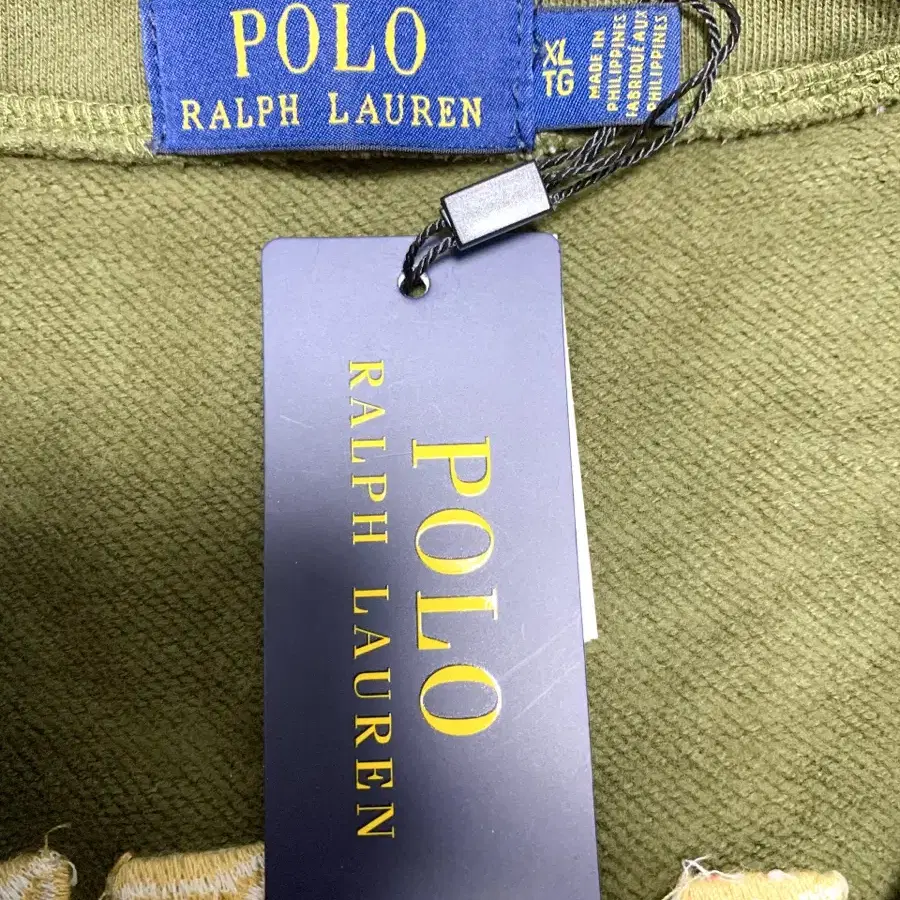 POLO
RALPH LAUREN
XL
TG
MADE IN
PHILIPPINES
FABRIQUÉ AUX
PHILIPPINES
POLO
RALPH LAUREN